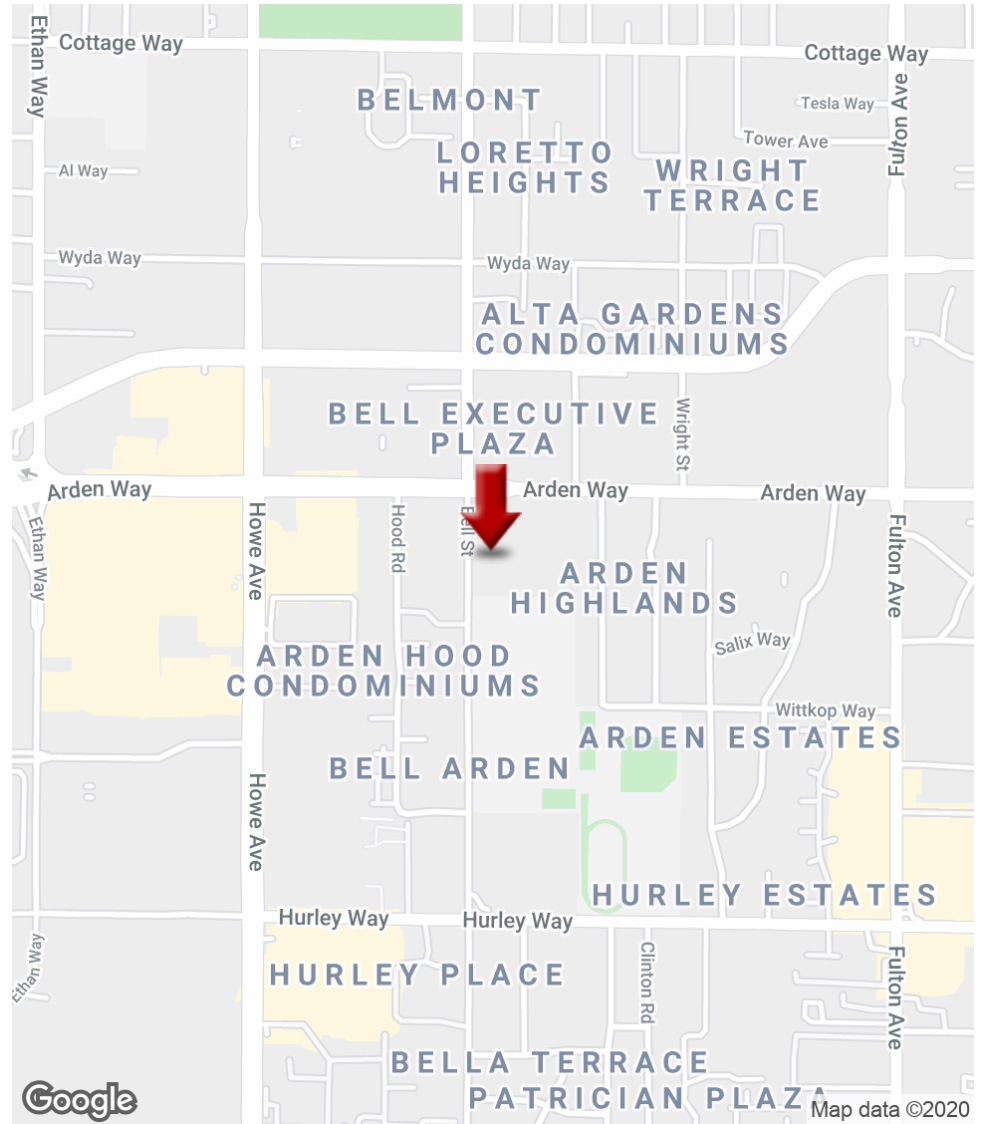 Ethan Way
Cottage Way
Cottage Way
BELMONT
Tesla Way
Fulton Ave
Tower Ave
LORETTO
HEIGHTS
WRIGHT
TERRACE
Al Way
Wyda Way
Wyda Way
ALTA GARDENS
CONDOMINIUMS
BELL EXECUTIVE
PLAZA
Wright St
Arden Way
Arden Way
Arden Way
Ethan Way
Howe Ave
Hood Rd
Bell St
Fulton Ave
ARDEN
HIGHLANDS
Salix Way
ARDEN HOOD
CONDOMINIUMS
Wittkop Way
ARDEN ESTATES
BELL ARDEN
Howe Ave
HURLEY ESTATES
Hurley Way
Hurley Way
Ethan Way
HURLEY PLACE
Clinton Rd
Fulton Ave
BELLA TERRACE
PATRICIAN PLAZA
Google
Map data ©2020